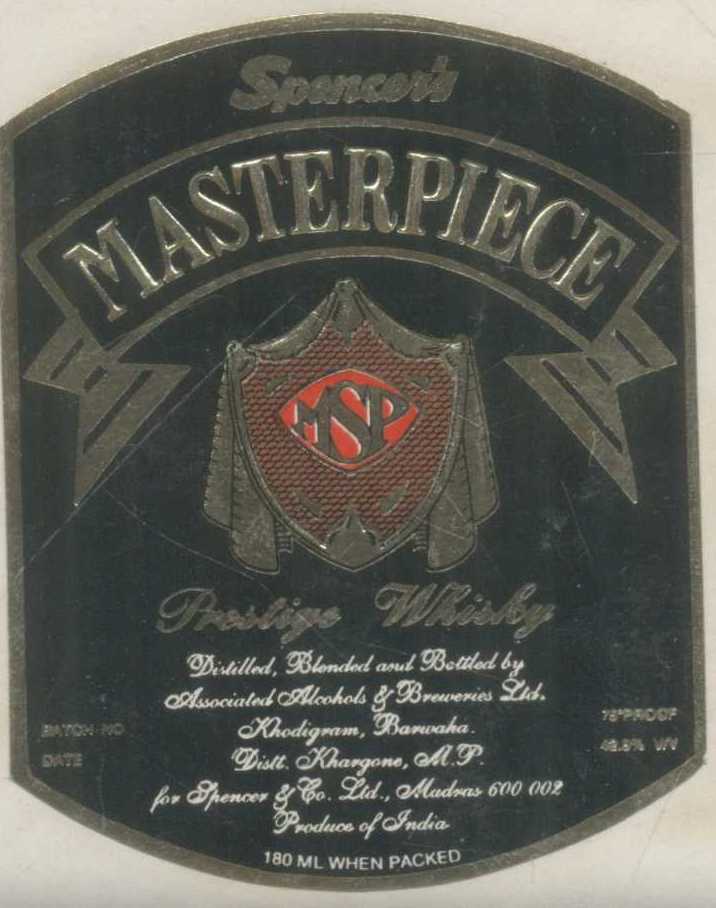 Spencer's
MASTERPIECE
MSP
Prestige Whisky
Distilled, Blended and Bottled by
Associated Alcohols & Breweries Ltd.
Khodigram, Barwaha.
Distt. Khargone, M.P.
for Spencer & Co. Ltd., Madras 600 002
Produce of India
180 ML WHEN PACKED
BATCH NO
DATE
75°PROOF
42.8% V/V